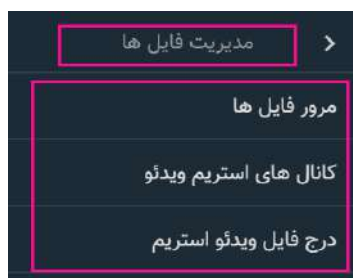 مدیریت فایل ها
مرور فایل ها
کانال های استریم ویدئو
درج فایل ویدئو استریم